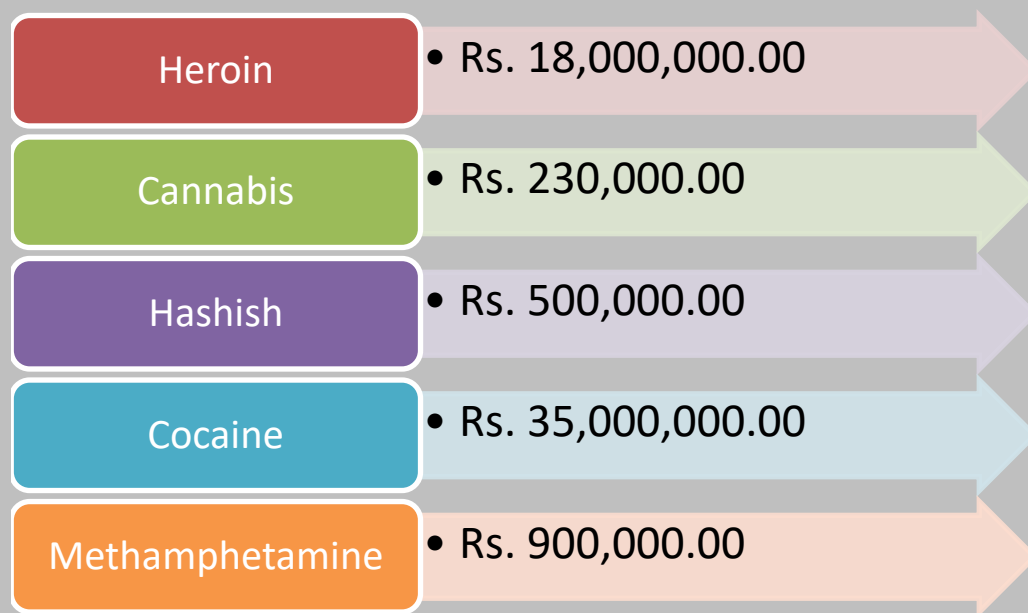 Heroin
• Rs. 18,000,000.00
Cannabis
• Rs. 230,000.00
Hashish
• Rs. 500,000.00
Cocaine
• Rs. 35,000,000.00
Methamphetamine
• Rs. 900,000.00